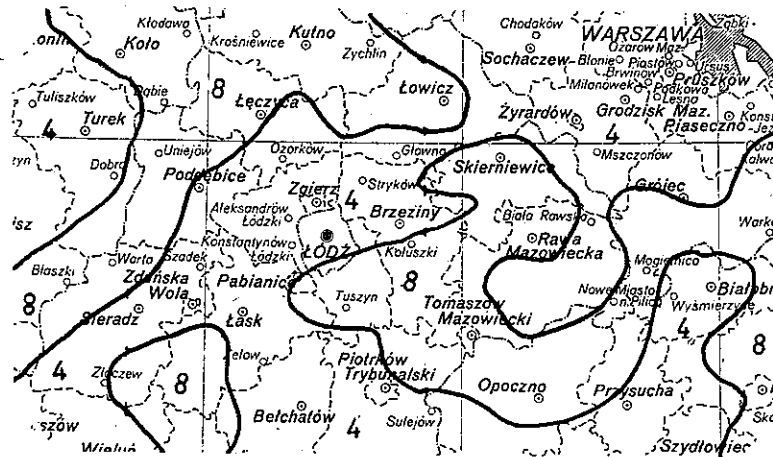 Kłodawa
Chodaków
WARSZAWA
Ząbki
Koło
Krośniewice
Kutno
Żychlin
Sochaczew
Ożarów Maz.
Błonie
Piastów
Ursus
Brwinów
Pruszków
Tuliszków
Dąbie
8
Łęczyca
Łowicz
Milanówek
Podkowa
Leśna
4
Turek
Żyrardów
Grodzisk Maz.
4
Piaseczno
Uniejów
Ozorków
Głowno
Skierniewice
Mszczonów
Dobra
Poddębice
Zgierz
Stryków
4
Grójec
Aleksandrów
Łódzki
Brzeziny
Biała Rawska
Konstantynów
Łódzki
ŁÓDŹ
Koluszki
Rawa
Mazowiecka
Warta
Szadek
Błaszki
Zduńska
Wola
Pabianice
Mogielnica
8
Tuszyn
8
Nowe Miasto
n.Pilicą
Wyśmierzyce
Sieradz
Łask
Tomaszów
Mazowiecki
4
8
4
Złoczew
8
Piotrków
Trybunalski
Opoczno
Przysucha
Bełchatów
4
Sulejów
Szydłowiec